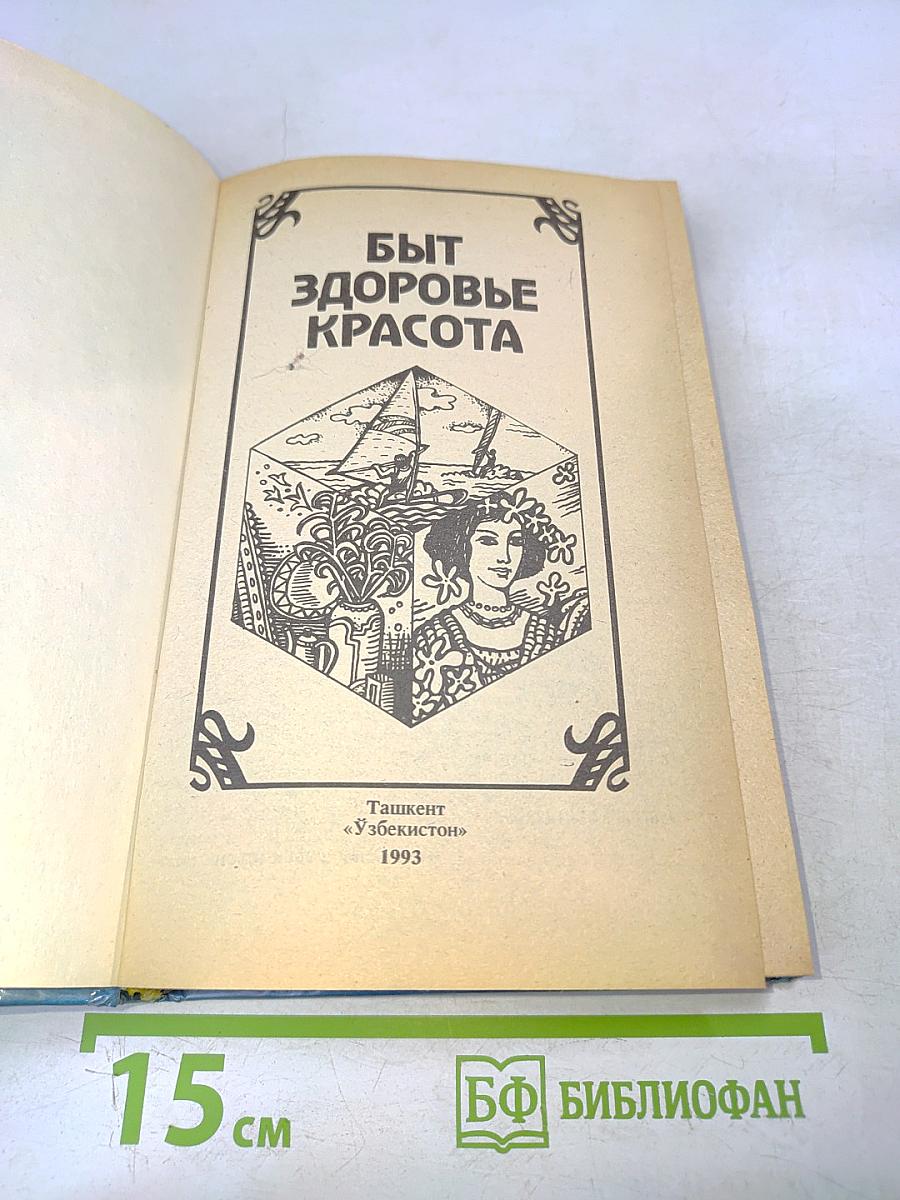 БЫТ
ЗДОРОВЬЕ
КРАСОТА
Ташкент
«Ўзбекистон»
1993
15 см
БФ БИБЛИОФАН